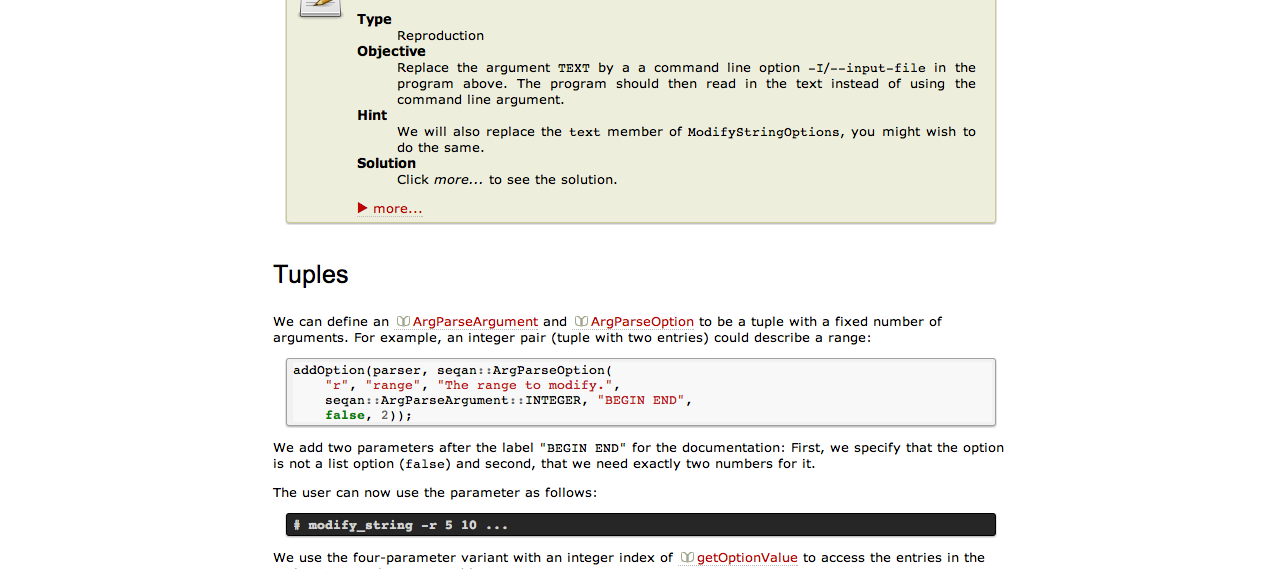 Type
Reproduction
Objective
Replace the argument TEXT by a a command line option -I/--input-file in the
program above. The program should then read in the text instead of using the
command line argument.
Hint
We will also replace the text member of ModifyStringOptions, you might wish to
do the same.
Solution
Click more... to see the solution.
more...
Tuples
We can define an ArgParseArgument and ArgParseOption to be a tuple with a fixed number of
arguments. For example, an integer pair (tuple with two entries) could describe a range:
addOption(parser, seqan::ArgParseOption(
"r", "range", "The range to modify.",
seqan::ArgParseArgument::INTEGER, "BEGIN END",
false, 2));
We add two parameters after the label "BEGIN END" for the documentation: First, we specify that the option
is not a list option (false) and second, that we need exactly two numbers for it.
The user can now use the parameter as follows:
# modify_string -r 5 10 ...
We use the four-parameter variant with an integer index of getOptionValue to access the entries in the